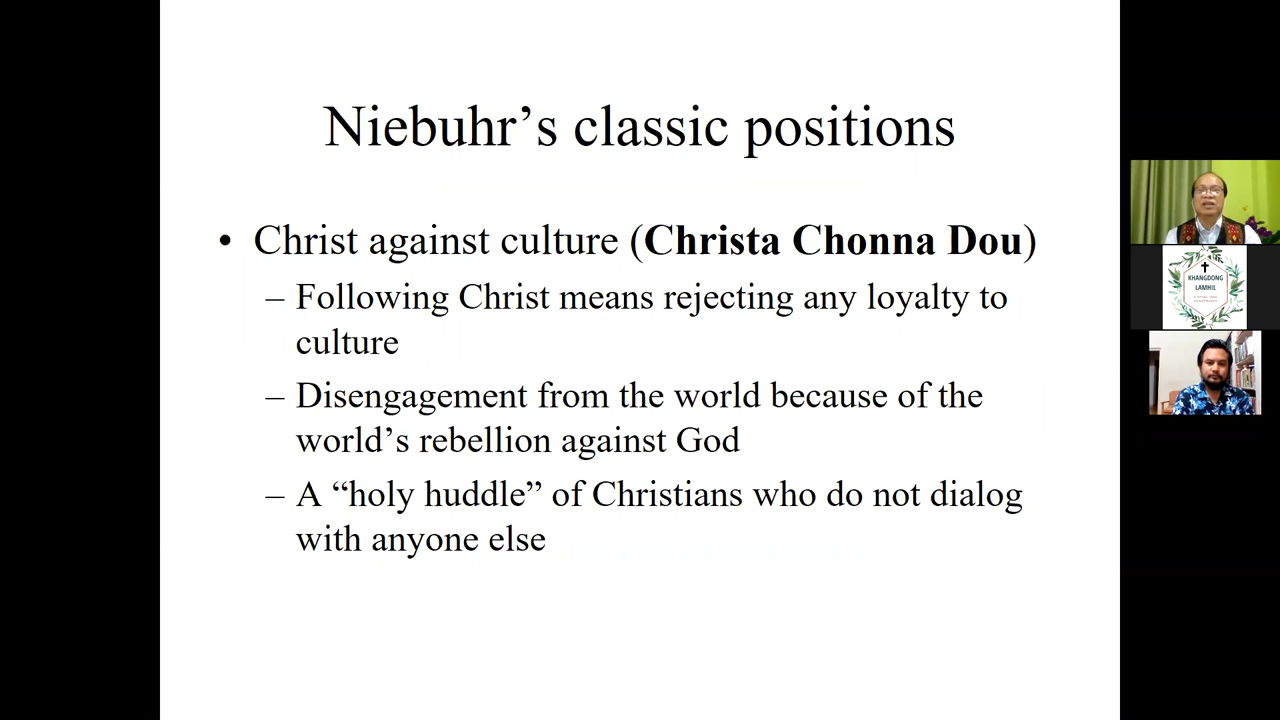 Niebuhr’s classic positions
• Christ against culture (Christa Chonna Dou)
– Following Christ means rejecting any loyalty to
culture
– Disengagement from the world because of the
world’s rebellion against God
– A “holy huddle” of Christians who do not dialog
with anyone else
KHANGDONG
LAMHIL